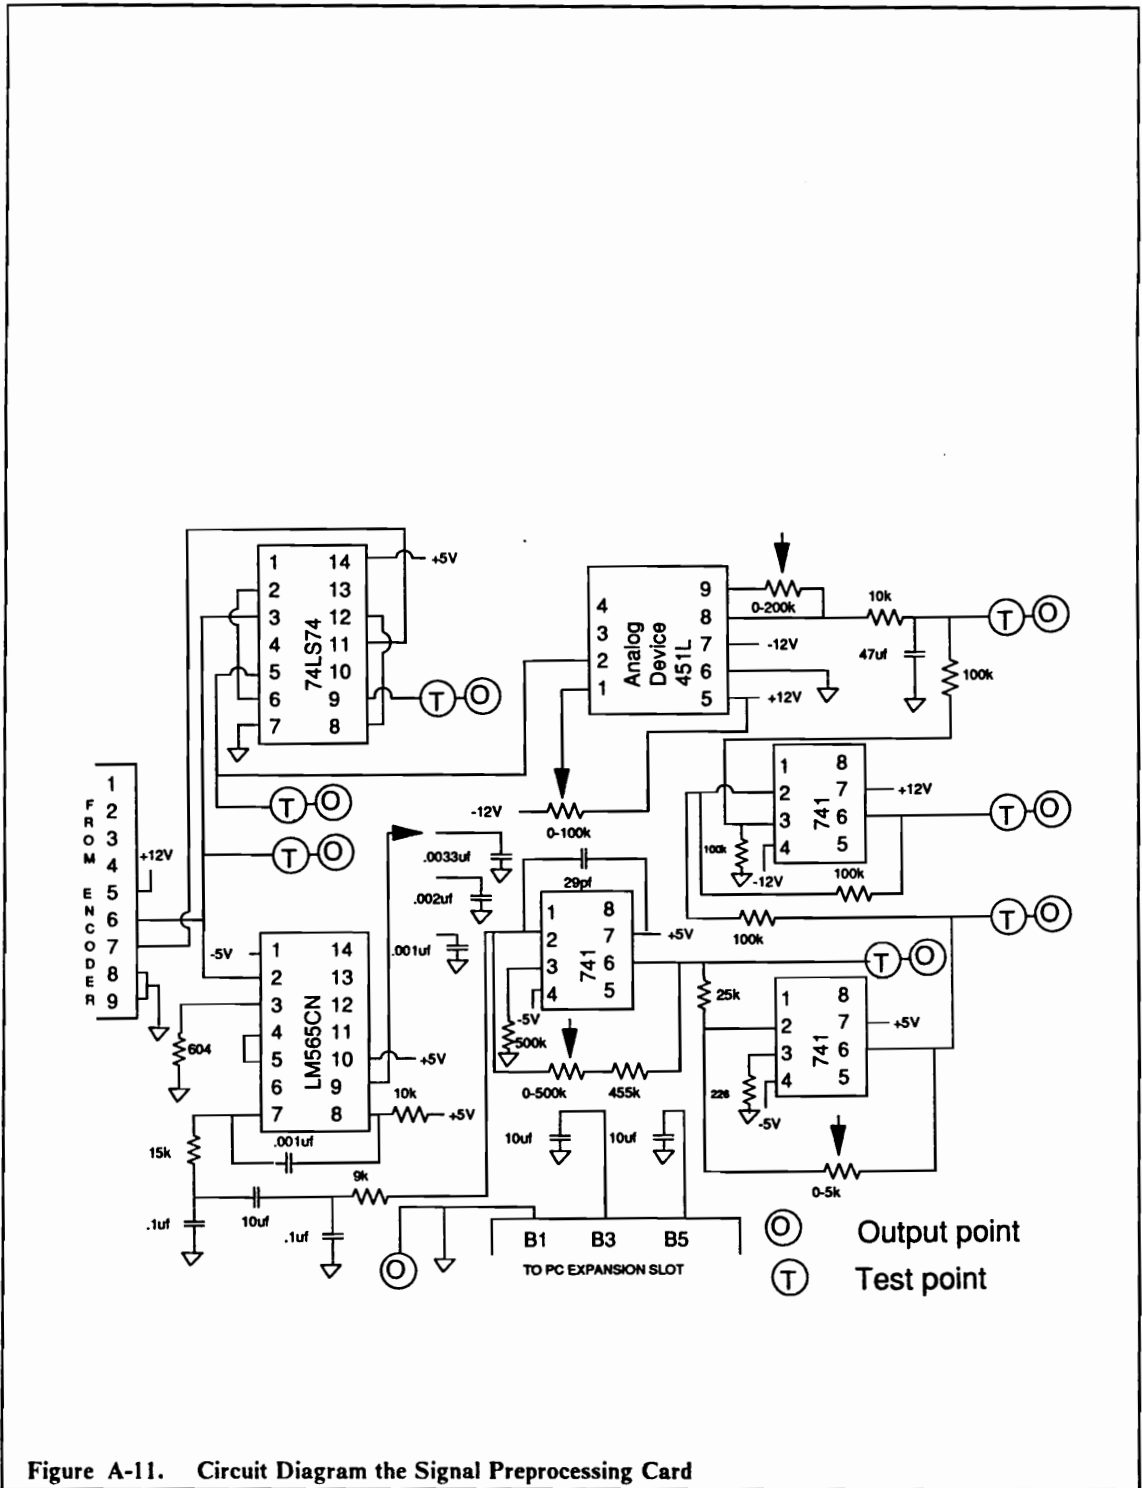 1 14 +5V
2 13
3 12
4 11
5 10
6 9
7 8
74LS74
T O
T O
T O
4
3
2
1
Analog
Device
451L
9
8
7 -12V
6
5 +12V
0-200k
10k
47uf
100k
T O
-12V
0-100k
1 8
2 7 +12V
3 6
4 5
741
100k
-12V
100k
T O
100k
T O
FROM ENCODER
1
2
3
4
5
6
7
8
9
+12V
.0033uf
.002uf
.001uf
29pf
1 8
2 7 +5V
3 6
4 5
741
-5V
500k
0-500k
455k
T O
25k
1 8
2 7 +5V
3 6
4 5
741
226
-5V
0-5k
-5V 1 14
2 13
3 12
4 11
5 10 +5V
6 9
7 8
LM565CN
604
10k
+5V
15k
.001uf
9k
.1uf
10uf
.1uf
10uf
10uf
O
B1 B3 B5
TO PC EXPANSION SLOT
O Output point
T Test point
Figure A-11. Circuit Diagram the Signal Preprocessing Card